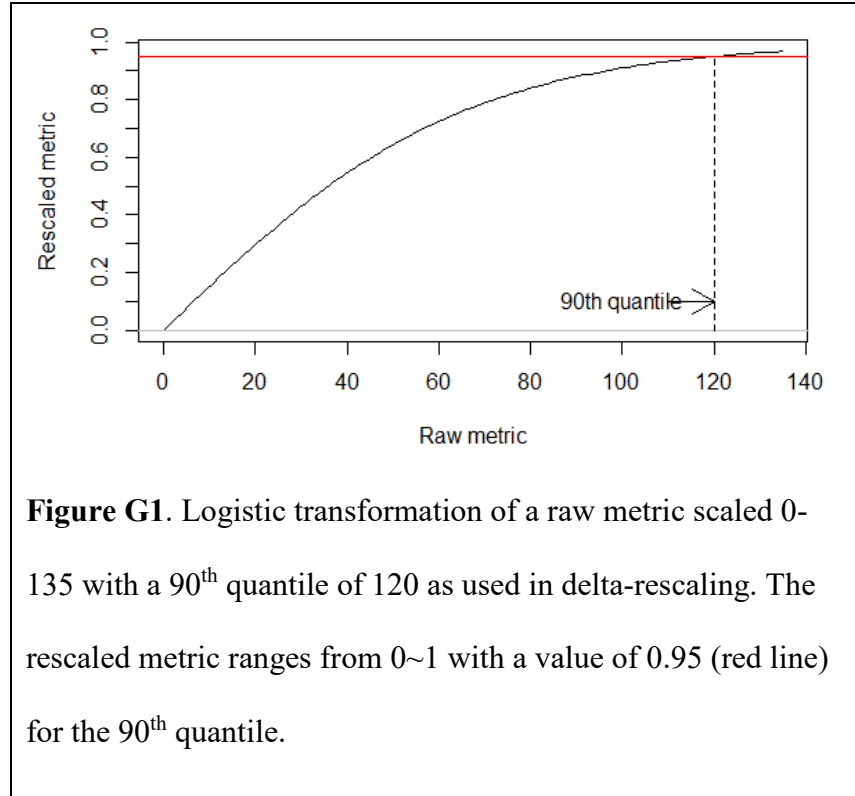 1.0
0.8
0.6
0.4
0.2
0.0
Rescaled metric
90th quantile
0 20 40 60 80 100 120 140
Raw metric
Figure G1. Logistic transformation of a raw metric scaled 0-
135 with a 90th quantile of 120 as used in delta-rescaling. The
rescaled metric ranges from 0~1 with a value of 0.95 (red line)
for the 90th quantile.